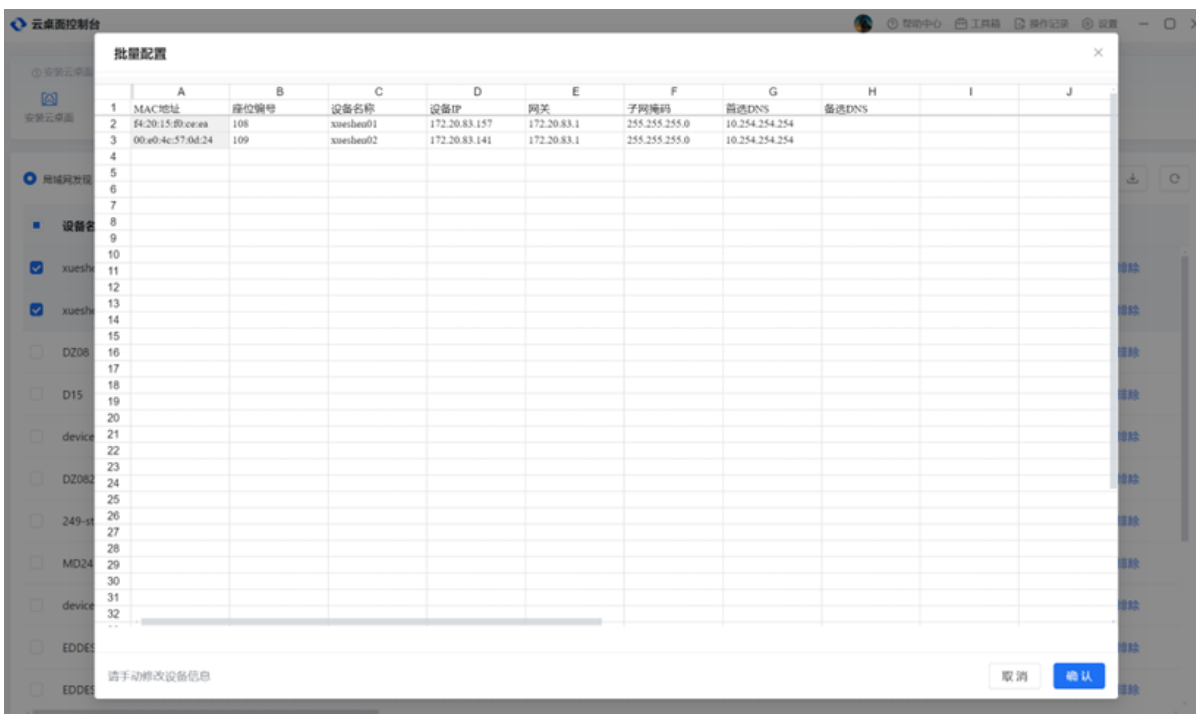 云桌面控制台 帮助中心 工具箱 操作记录 设置
批量配置
安装云桌面
安装云桌面
A B C D E F G H I J
1 MAC地址 座位编号 设备名称 设备IP 网关 子网掩码 首选DNS 备选DNS
2 f4:20:15:f0:ce:ea 108 xueshen01 172.20.83.157 172.20.83.1 255.255.255.0 10.254.254.254
3 00:e0:4c:57:0d:24 109 xueshen02 172.20.83.141 172.20.83.1 255.255.255.0 10.254.254.254
4
5
局域网发现
6
7
8
设备名
9
10
11
xueshe
12
13
xueshe
14
15
16
DZ08
17
18
19
D15
20
21
device
22
23
24
DZ082
25
26
249-st
27
28
29
MD24
30
31
device
32
EDDES
请手动修改设备信息 取消 确认
EDDES